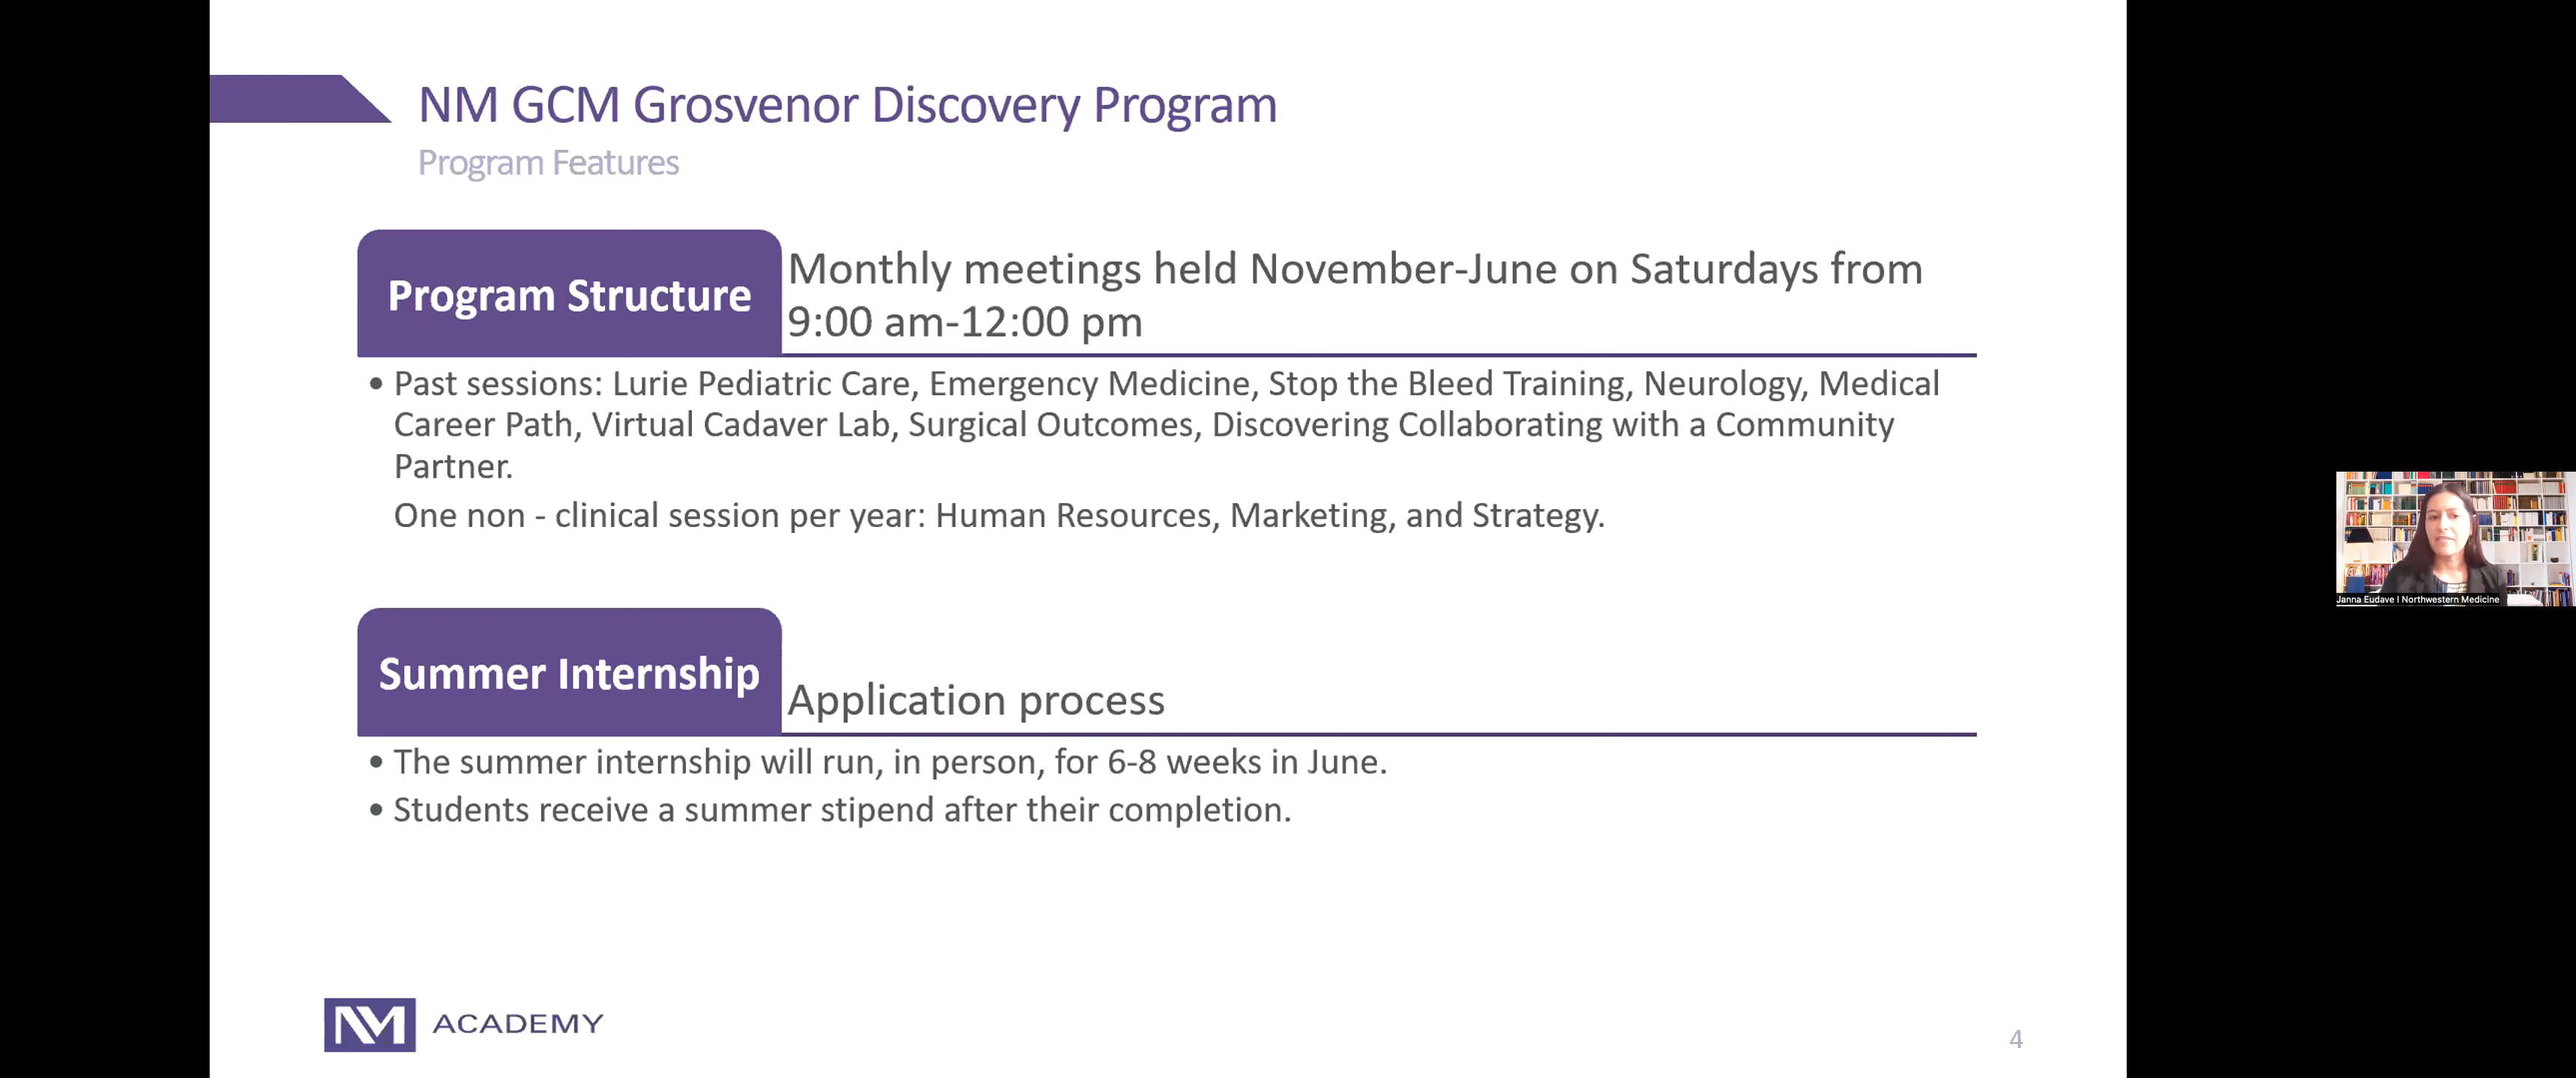 NM GCM Grosvenor Discovery Program
Program Features
Program Structure
Monthly meetings held November-June on Saturdays from
9:00 am-12:00 pm
• Past sessions: Lurie Pediatric Care, Emergency Medicine, Stop the Bleed Training, Neurology, Medical
Career Path, Virtual Cadaver Lab, Surgical Outcomes, Discovering Collaborating with a Community
Partner.
One non - clinical session per year: Human Resources, Marketing, and Strategy.
Summer Internship
Application process
• The summer internship will run, in person, for 6-8 weeks in June.
• Students receive a summer stipend after their completion.
Janna Eudave I Northwestern Medicine
NM ACADEMY
4